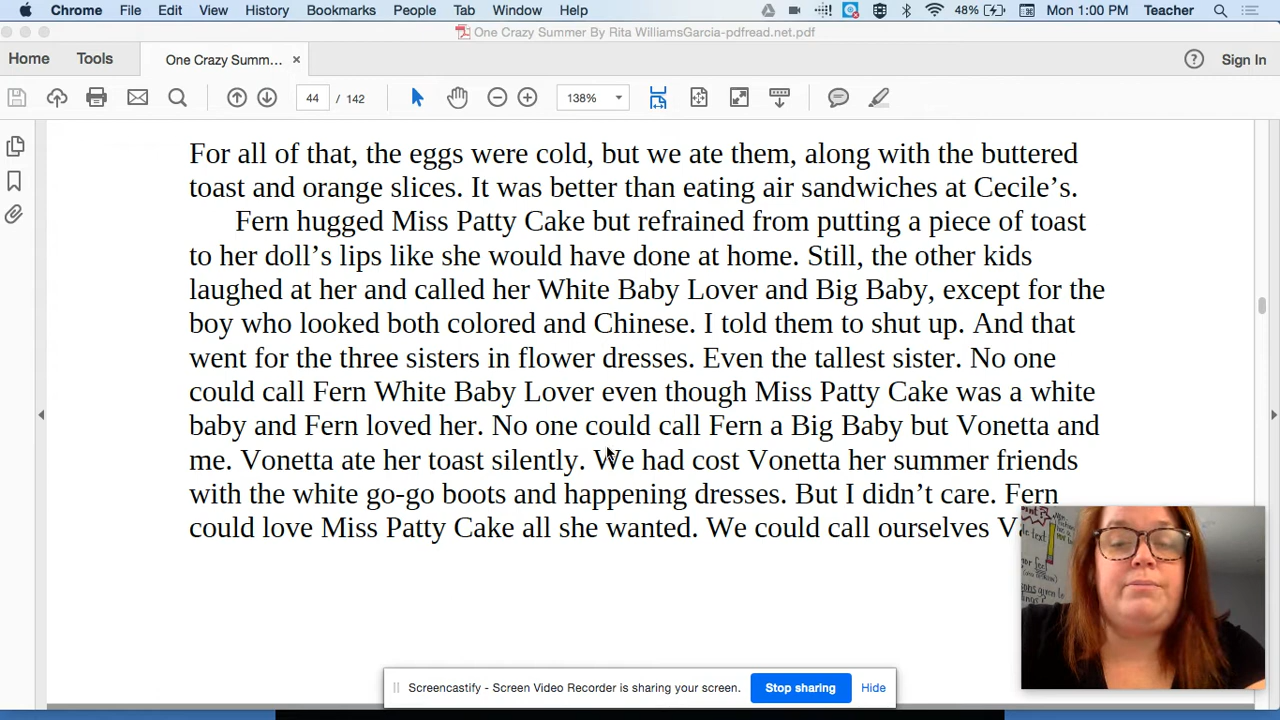 Chrome File Edit View History Bookmarks People Tab Window Help 48% Mon 1:00 PM Teacher
One Crazy Summer By Rita WilliamsGarcia-pdfread.net.pdf
Home Tools One Crazy Summ... × Sign In
44 / 142 138%
For all of that, the eggs were cold, but we ate them, along with the buttered
toast and orange slices. It was better than eating air sandwiches at Cecile’s.
Fern hugged Miss Patty Cake but refrained from putting a piece of toast
to her doll’s lips like she would have done at home. Still, the other kids
laughed at her and called her White Baby Lover and Big Baby, except for the
boy who looked both colored and Chinese. I told them to shut up. And that
went for the three sisters in flower dresses. Even the tallest sister. No one
could call Fern White Baby Lover even though Miss Patty Cake was a white
baby and Fern loved her. No one could call Fern a Big Baby but Vonetta and
me. Vonetta ate her toast silently. We had cost Vonetta her summer friends
with the white go-go boots and happening dresses. But I didn’t care. Fern
could love Miss Patty Cake all she wanted. We could call ourselves
Screencastify - Screen Video Recorder is sharing your screen. Stop sharing Hide